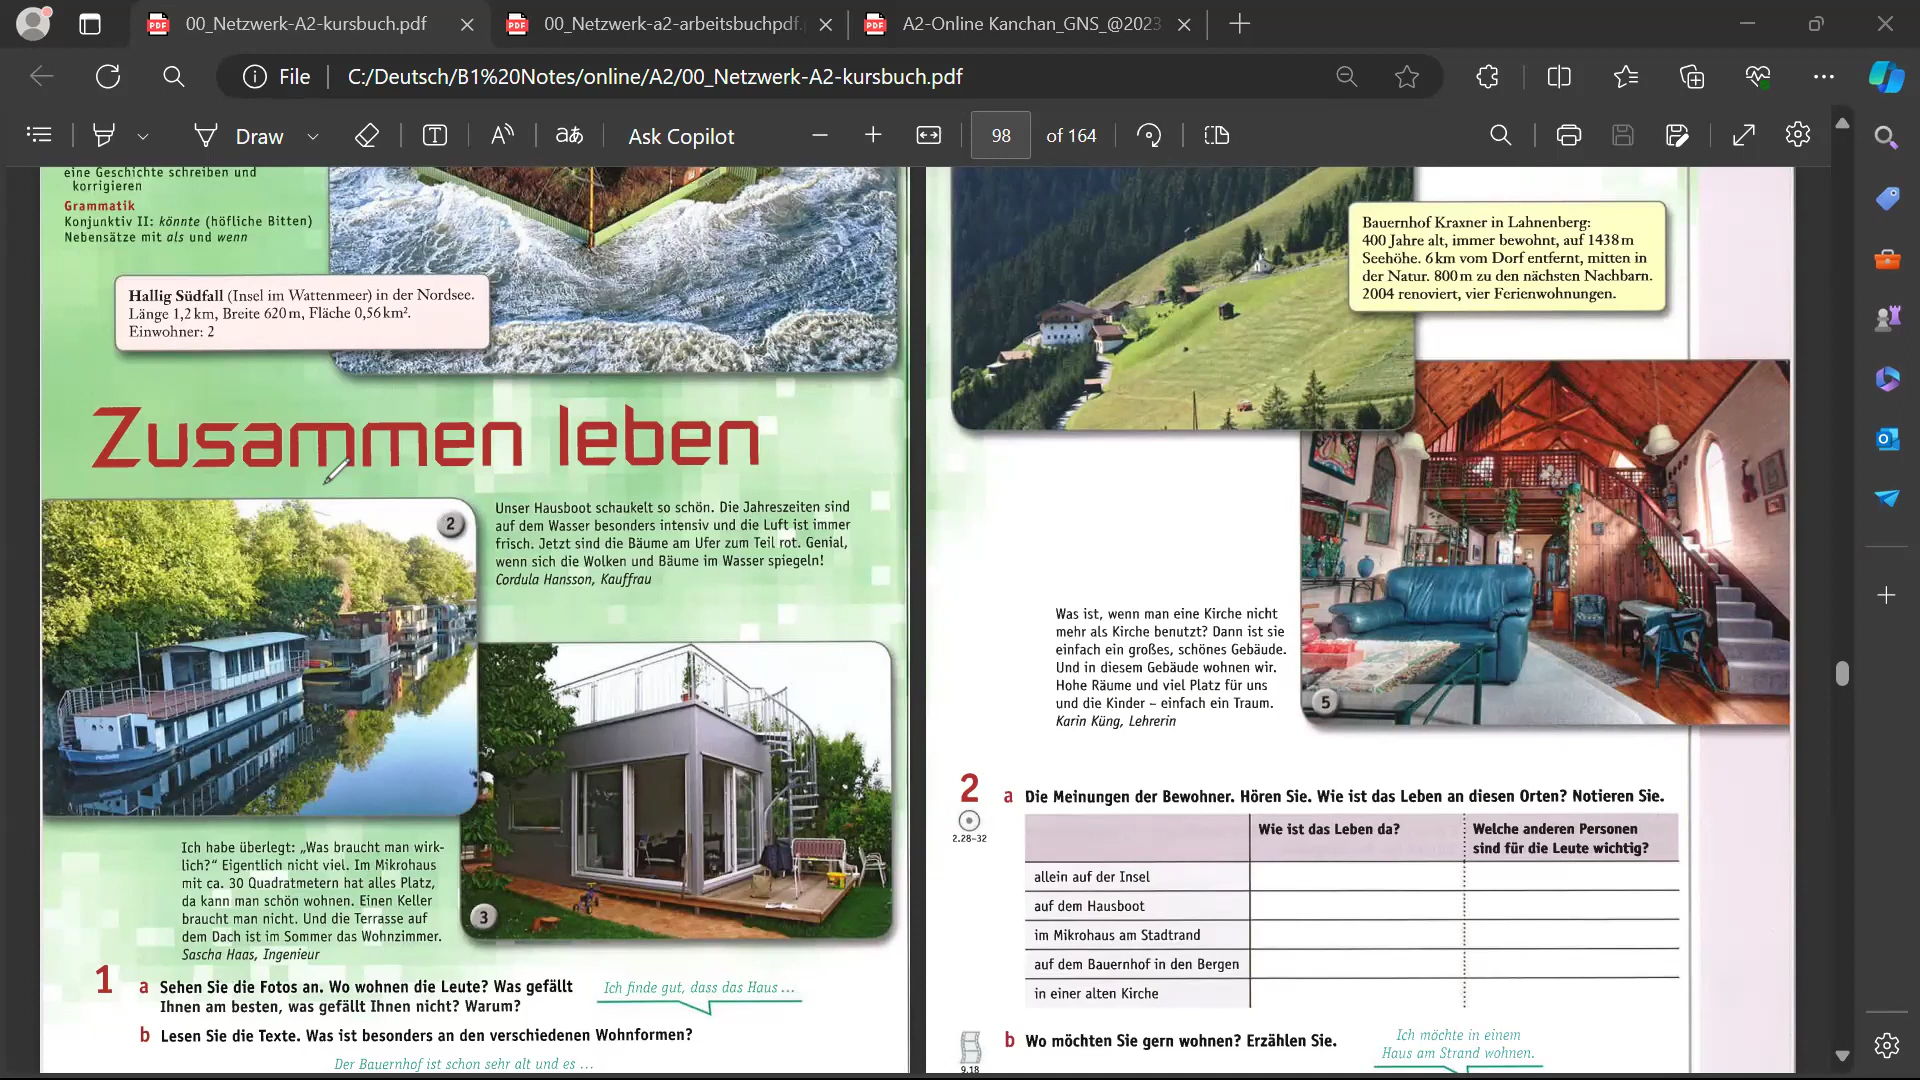 00_Netzwerk-A2-kursbuch.pdf
00_Netzwerk-a2-arbeitsbuchpdf.
A2-Online Kanchan_GNS_@2023
File
C:/Deutsch/B1%20Notes/online/A2/00_Netzwerk-A2-kursbuch.pdf
Draw
Ask Copilot
98
of 164
eine Geschichte schreiben und
korrigieren
Grammatik
Konjunktiv II: könnte (höfliche Bitten)
Nebensätze mit als und wenn
Hallig Südfall (Insel im Wattenmeer) in der Nordsee.
Länge 1,2 km, Breite 620 m, Fläche 0,56 km².
Einwohner: 2
Zusammen leben
2
Unser Hausboot schaukelt so schön. Die Jahreszeiten sind
auf dem Wasser besonders intensiv und die Luft ist immer
frisch. Jetzt sind die Bäume am Ufer zum Teil rot. Genial,
wenn sich die Wolken und Bäume im Wasser spiegeln!
Cordula Hansson, Kauffrau
Ich habe überlegt: „Was braucht man wirk-
lich?“ Eigentlich nicht viel. Im Mikrohaus
mit ca. 30 Quadratmetern hat alles Platz,
da kann man schön wohnen. Einen Keller
braucht man nicht. Und die Terrasse auf
dem Dach ist im Sommer das Wohnzimmer.
Sascha Haas, Ingenieur
3
1
a Sehen Sie die Fotos an. Wo wohnen die Leute? Was gefällt
Ihnen am besten, was gefällt Ihnen nicht? Warum?
Ich finde gut, dass das Haus ...
b Lesen Sie die Texte. Was ist besonders an den verschiedenen Wohnformen?
Der Bauernhof ist schon sehr alt und es ...
Bauernhof Kraxner in Lahnenberg:
400 Jahre alt, immer bewohnt, auf 1438 m
Seehöhe. 6 km vom Dorf entfernt, mitten in
der Natur. 800 m zu den nächsten Nachbarn.
2004 renoviert, vier Ferienwohnungen.
Was ist, wenn man eine Kirche nicht
mehr als Kirche benutzt? Dann ist sie
einfach ein großes, schönes Gebäude.
Und in diesem Gebäude wohnen wir.
Hohe Räume und viel Platz für uns
und die Kinder – einfach ein Traum.
Karin Küng, Lehrerin
5
2
2.28-32
a Die Meinungen der Bewohner. Hören Sie. Wie ist das Leben an diesen Orten? Notieren Sie.
Wie ist das Leben da?
Welche anderen Personen
sind für die Leute wichtig?
allein auf der Insel
auf dem Hausboot
im Mikrohaus am Stadtrand
auf dem Bauernhof in den Bergen
in einer alten Kirche
9.18
b Wo möchten Sie gern wohnen? Erzählen Sie.
Ich möchte in einem
Haus am Strand wohnen.